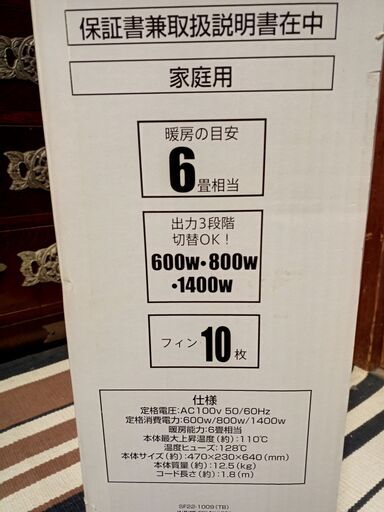 保証書兼取扱説明書在中
家庭用
暖房の目安
6畳相当
出力3段階
切替OK！
600w・800w
・1400w
フィン10枚
仕様
定格電圧：AC100v 50/60Hz
定格消費電力：600w/800w/1400w
暖房能力：6畳相当
本体最大上昇温度(約)：110℃
温度ヒューズ：128℃
本体サイズ(約)：470×230×640(mm)
本体質量(約)：12.5(kg)
コード長さ(約)：1.8(m)
SF22-1009(TB)